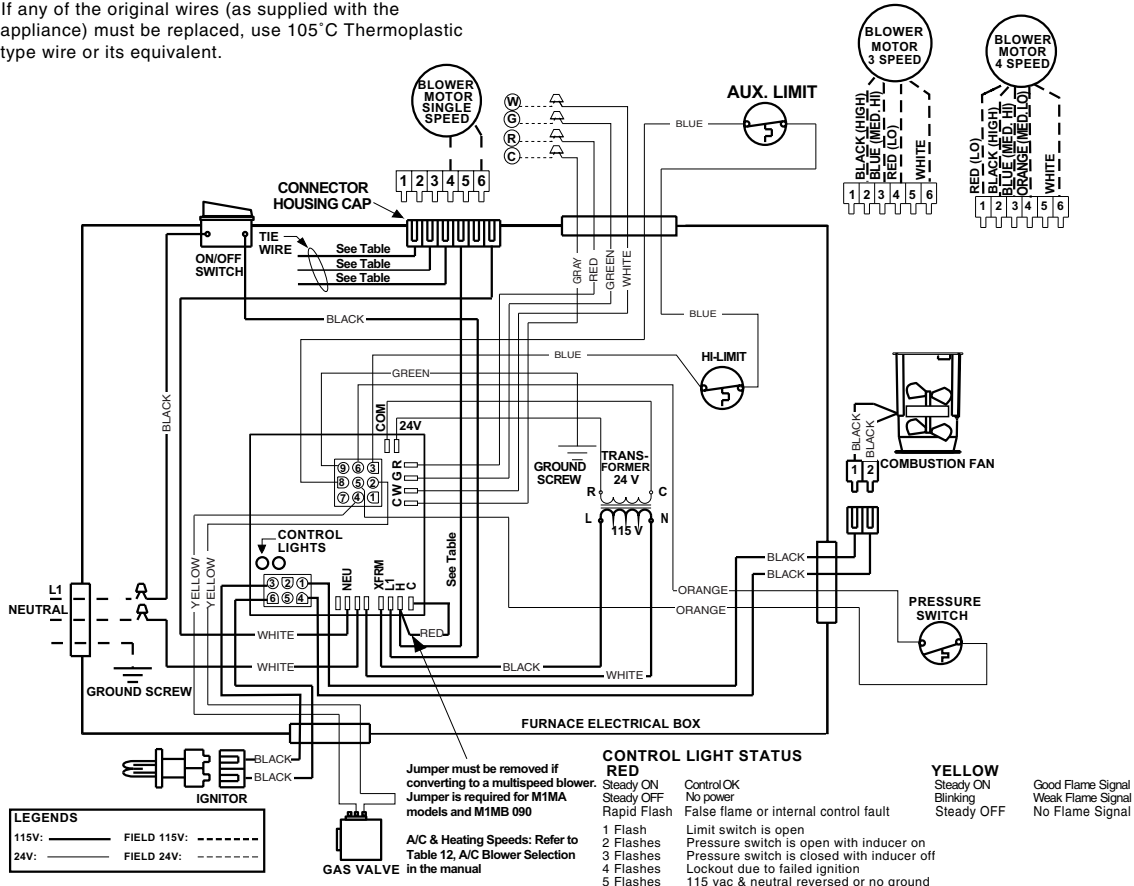 If any of the original wires (as supplied with the
appliance) must be replaced, use 105˚C Thermoplastic
type wire or its equivalent.
BLOWER
MOTOR
SINGLE
SPEED
W
G
R
C
BLUE
AUX. LIMIT
BLOWER
MOTOR
3 SPEED
BLACK (HIGH)
BLUE (MED. HI)
RED (LO)
WHITE
1 2 3 4 5 6
BLOWER
MOTOR
4 SPEED
RED (LO)
BLACK (HIGH)
BLUE (MED. HI)
ORANGE (MED.LO)
WHITE
1 2 3 4 5 6
1 2 3 4 5 6
CONNECTOR
HOUSING CAP
ON/OFF
SWITCH
TIE
WIRE
See Table
See Table
See Table
GRAY
RED
GREEN
WHITE
BLACK
BLUE
BLUE
HI-LIMIT
GREEN
BLACK
COM
24V
GROUND
SCREW
TRANS-
FORMER
24 V
R
C
L
N
115 V
BLACK
BLACK
1 2
COMBUSTION FAN
9 6 3
8 5 2
7 4 1
R
G
W
C
See Table
CONTROL
LIGHTS
3 2 1
6 5 4
NEU
XFRM
L1
H
C
YELLOW
YELLOW
L1
NEUTRAL
GROUND SCREW
WHITE
WHITE
RED
BLACK
WHITE
BLACK
BLACK
ORANGE
ORANGE
PRESSURE
SWITCH
FURNACE ELECTRICAL BOX
BLACK
BLACK
IGNITOR
GAS VALVE
Jumper must be removed if
converting to a multispeed blower.
Jumper is required for M1MA
models and M1MB 090
A/C & Heating Speeds: Refer to
Table 12, A/C Blower Selection
in the manual
LEGENDS
115V: FIELD 115V:
24V: FIELD 24V:
CONTROL LIGHT STATUS
RED
Steady ON Control OK
Steady OFF No power
Rapid Flash False flame or internal control fault
1 Flash Limit switch is open
2 Flashes Pressure switch is open with inducer on
3 Flashes Pressure switch is closed with inducer off
4 Flashes Lockout due to failed ignition
5 Flashes 115 vac & neutral reversed or no ground
YELLOW
Steady ON Good Flame Signal
Blinking Weak Flame Signal
Steady OFF No Flame Signal